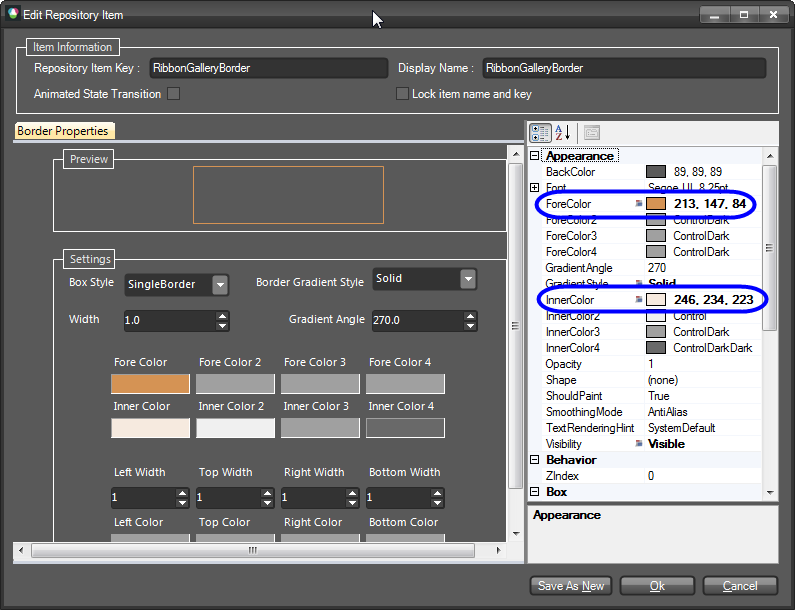 Edit Repository Item
Item Information
Repository Item Key : RibbonGalleryBorder Display Name : RibbonGalleryBorder
Animated State Transition Lock item name and key
Border Properties
Preview
Settings
Box Style SingleBorder Border Gradient Style Solid
Width 1.0 Gradient Angle 270.0
Fore Color Fore Color 2 Fore Color 3 Fore Color 4
Inner Color Inner Color 2 Inner Color 3 Inner Color 4
Left Width Top Width Right Width Bottom Width
1 1 1 1
Left Color Top Color Right Color Bottom Color
Appearance
BackColor 89, 89, 89
Font Segoe UI, 8.25pt
ForeColor 213, 147, 84
ForeColor2 ControlDark
ForeColor3 ControlDark
ForeColor4 ControlDark
GradientAngle 270
GradientStyle Solid
InnerColor 246, 234, 223
InnerColor2 Control
InnerColor3 ControlDark
InnerColor4 ControlDarkDark
Opacity 1
Shape (none)
ShouldPaint True
SmoothingMode AntiAlias
TextRenderingHint SystemDefault
Visibility Visible
Behavior
ZIndex 0
Box
Appearance
Save As New Ok Cancel